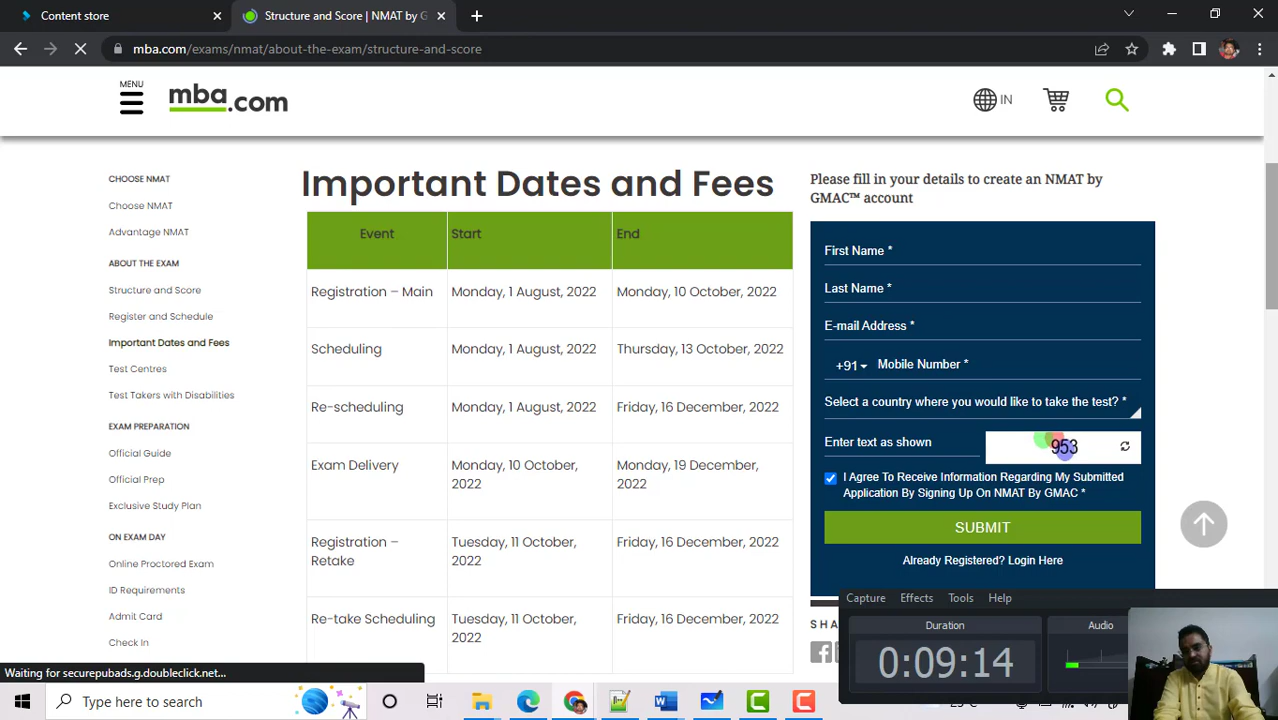 Content store
Structure and Score | NMAT by G
mba.com/exams/nmat/about-the-exam/structure-and-score
MENU
mba.com
IN
CHOOSE NMAT
Choose NMAT
Advantage NMAT
ABOUT THE EXAM
Structure and Score
Register and Schedule
Important Dates and Fees
Test Centres
Test Takers with Disabilities
EXAM PREPARATION
Official Guide
Official Prep
Exclusive Study Plan
ON EXAM DAY
Online Proctored Exam
ID Requirements
Admit Card
Check In
Important Dates and Fees
Event Start End
Registration – Main Monday, 1 August, 2022 Monday, 10 October, 2022
Scheduling Monday, 1 August, 2022 Thursday, 13 October, 2022
Re-scheduling Monday, 1 August, 2022 Friday, 16 December, 2022
Exam Delivery Monday, 10 October, Monday, 19 December,
2022 2022
Registration – Tuesday, 11 October, Friday, 16 December, 2022
Retake 2022
Re-take Scheduling Tuesday, 11 October, Friday, 16 December, 2022
2022
Please fill in your details to create an NMAT by
GMAC™ account
First Name *
Last Name *
E-mail Address *
+91 Mobile Number *
Select a country where you would like to take the test? *
Enter text as shown 953
I Agree To Receive Information Regarding My Submitted
Application By Signing Up On NMAT By GMAC *
SUBMIT
Already Registered? Login Here
Capture Effects Tools Help
Duration Audio
0:09:14
Waiting for securepubads.g.doubleclick.net...
Type here to search